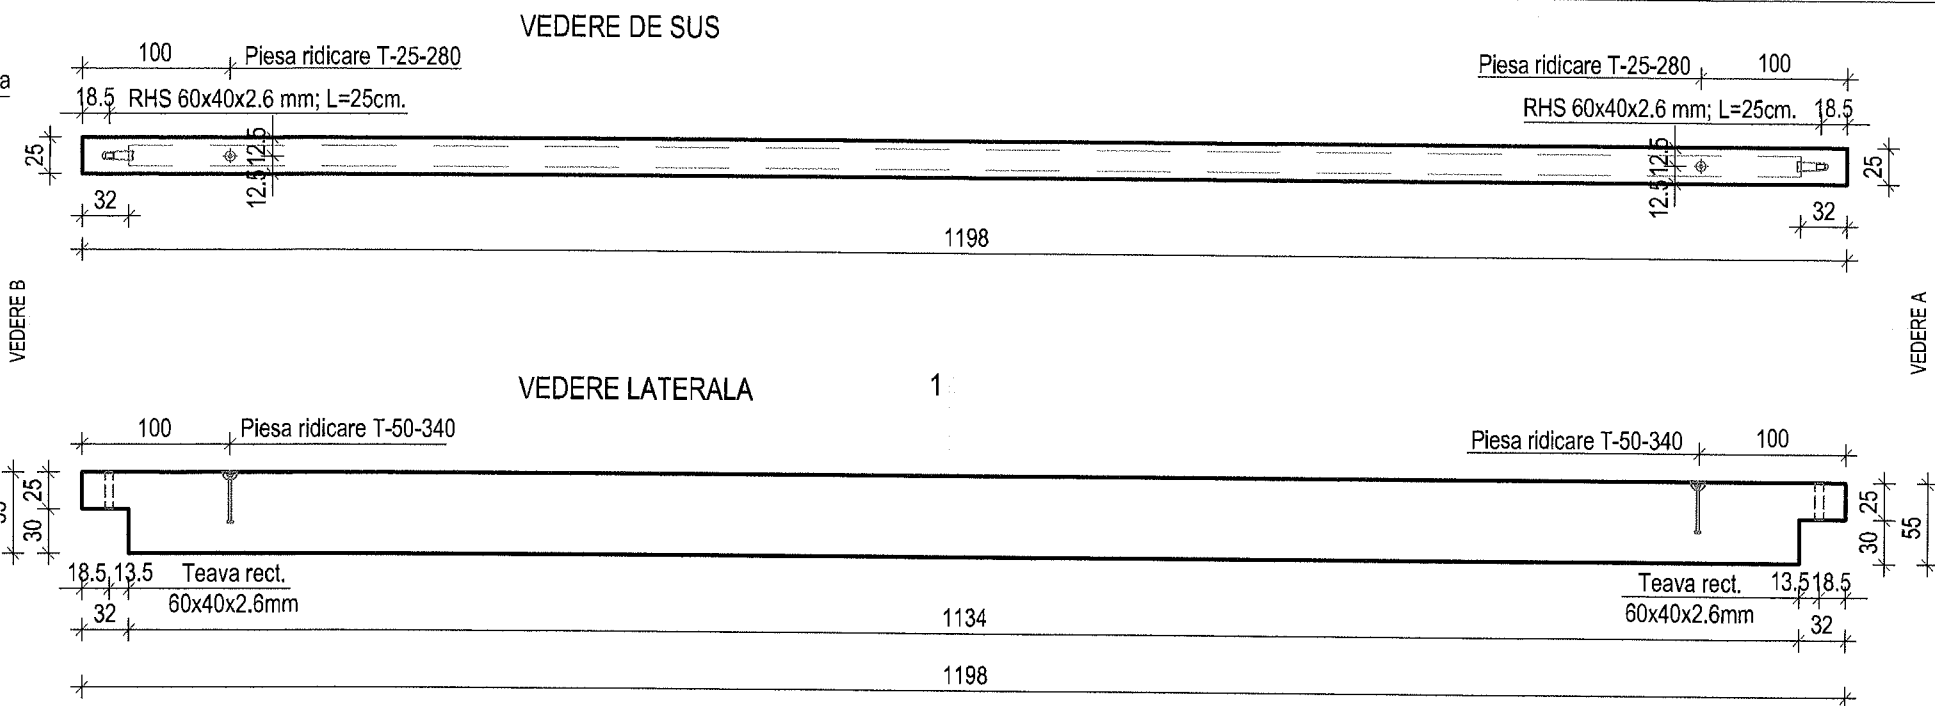 VEDERE DE SUS
100 Piesa ridicare T-25-280
Piesa ridicare T-25-280 100
a
18.5 RHS 60x40x2.6 mm; L=25cm.
RHS 60x40x2.6 mm; L=25cm. 18.5
25
12.5
12.5
12.5
12.5
25
32
32
1198
VEDERE B
VEDERE A
VEDERE LATERALA
1
100 Piesa ridicare T-50-340
Piesa ridicare T-50-340 100
25
30
25
30
55
18.5 13.5 Teava rect.
60x40x2.6mm
Teava rect. 13.5 18.5
60x40x2.6mm
32
1134
32
1198